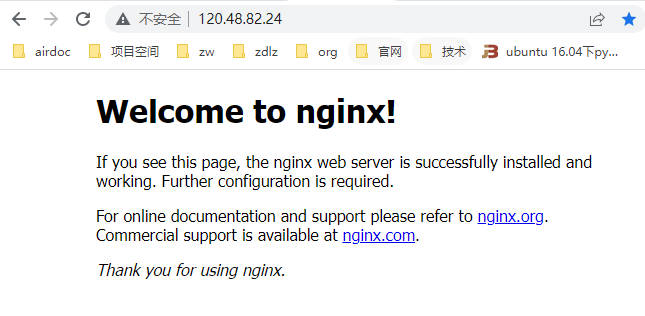 不安全 120.48.82.24
airdoc 项目空间 zw zdlz org 官网 技术 ubuntu 16.04下py...
Welcome to nginx!
If you see this page, the nginx web server is successfully installed and
working. Further configuration is required.
For online documentation and support please refer to nginx.org.
Commercial support is available at nginx.com.
Thank you for using nginx.